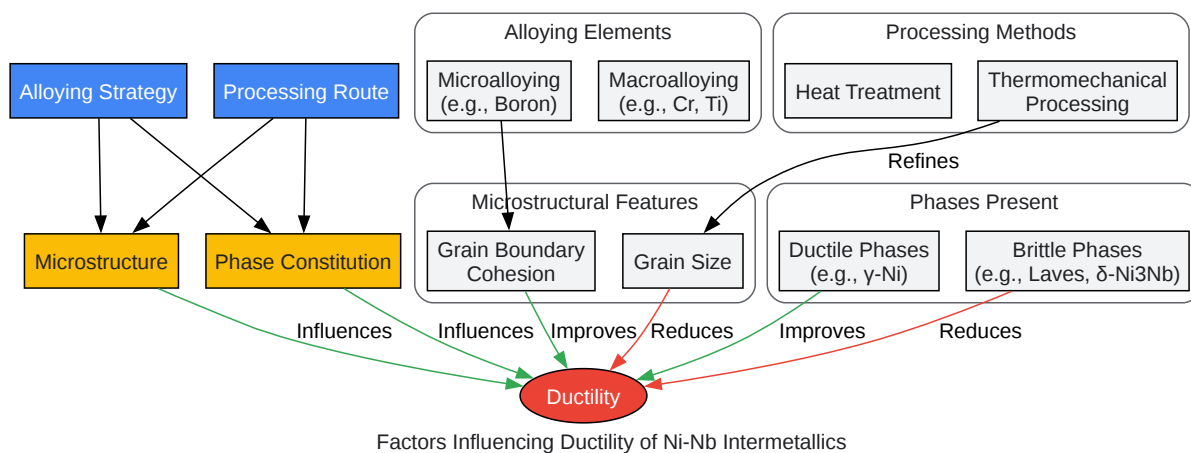 Alloying Elements
Processing Methods
Alloying Strategy
Processing Route
Microalloying
(e.g., Boron)
Macroalloying
(e.g., Cr, Ti)
Heat Treatment
Thermomechanical
Processing
Refines
Microstructural Features
Phases Present
Microstructure
Phase Constitution
Grain Boundary
Cohesion
Grain Size
Ductile Phases
(e.g., γ-Ni)
Brittle Phases
(e.g., Laves, δ-Ni3Nb)
Influences
Influences
Improves
Reduces
Improves
Reduces
Ductility
Factors Influencing Ductility of Ni-Nb Intermetallics